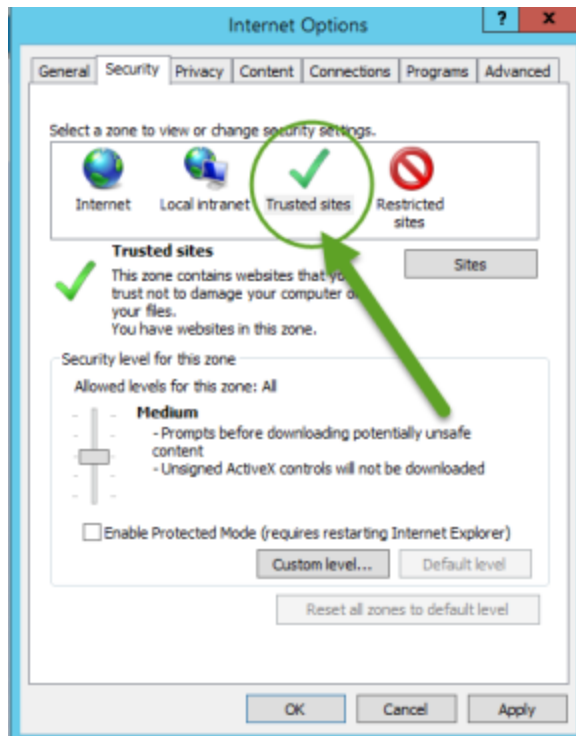 Internet Options
? x
General Security Privacy Content Connections Programs Advanced
Select a zone to view or change security settings.
Internet Local intranet Trusted sites Restricted
sites
Trusted sites
Sites
This zone contains websites that you
trust not to damage your computer or
your files.
You have websites in this zone.
Security level for this zone
Allowed levels for this zone: All
Medium
- Prompts before downloading potentially unsafe
content
- Unsigned ActiveX controls will not be downloaded
Enable Protected Mode (requires restarting Internet Explorer)
Custom level... Default level
Reset all zones to default level
OK Cancel Apply